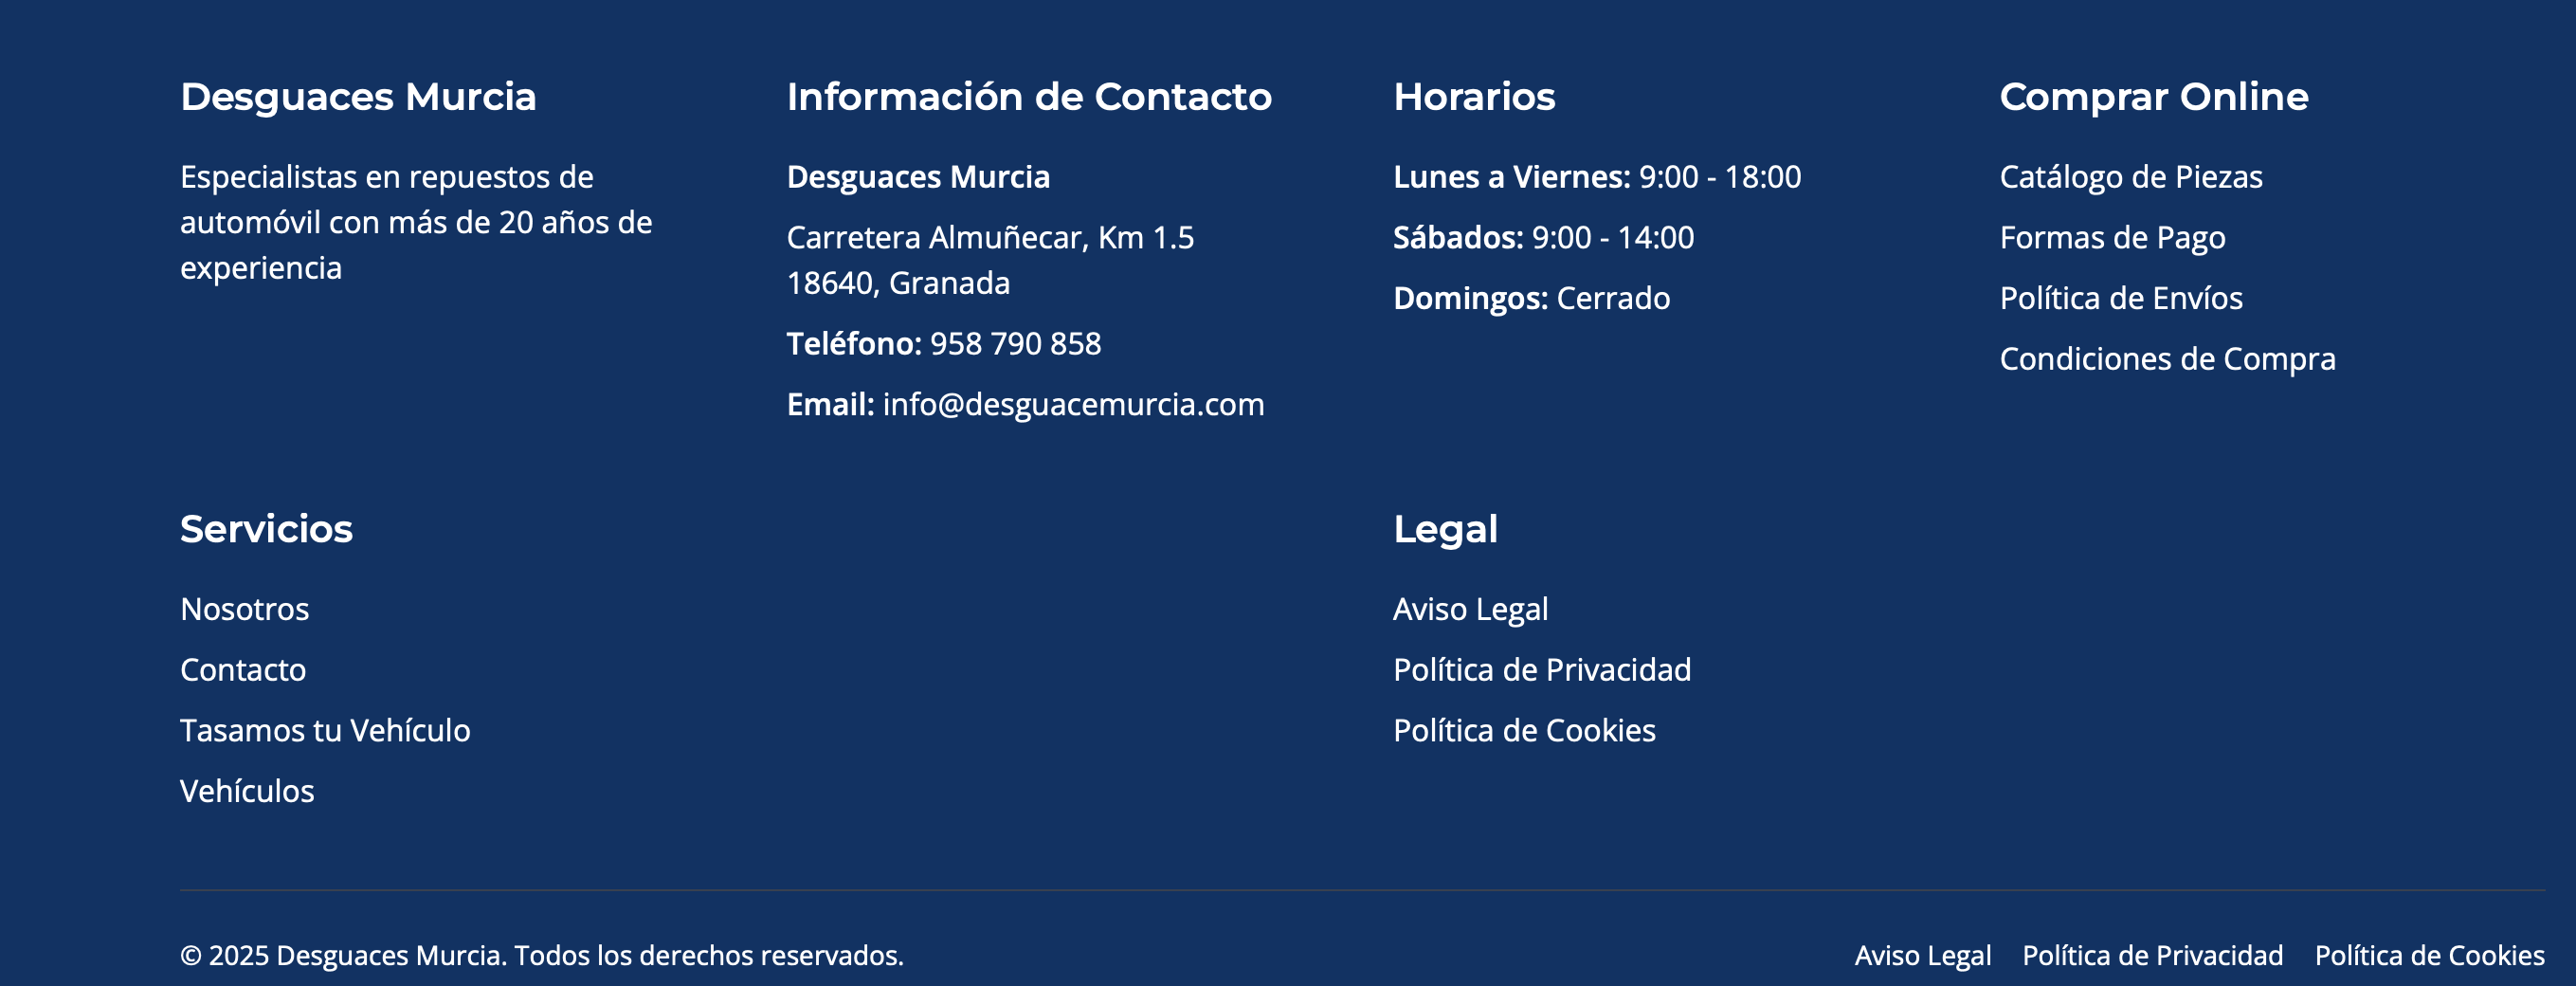 Desguaces Murcia
Especialistas en repuestos de
automóvil con más de 20 años de
experiencia
Información de Contacto
Desguaces Murcia
Carretera Almuñecar, Km 1.5
18640, Granada
Teléfono: 958 790 858
Email: info@desguacemurcia.com
Horarios
Lunes a Viernes: 9:00 - 18:00
Sábados: 9:00 - 14:00
Domingos: Cerrado
Comprar Online
Catálogo de Piezas
Formas de Pago
Política de Envíos
Condiciones de Compra
Servicios
Nosotros
Contacto
Tasamos tu Vehículo
Vehículos
Legal
Aviso Legal
Política de Privacidad
Política de Cookies
© 2025 Desguaces Murcia. Todos los derechos reservados.
Aviso Legal Política de Privacidad Política de Cookies